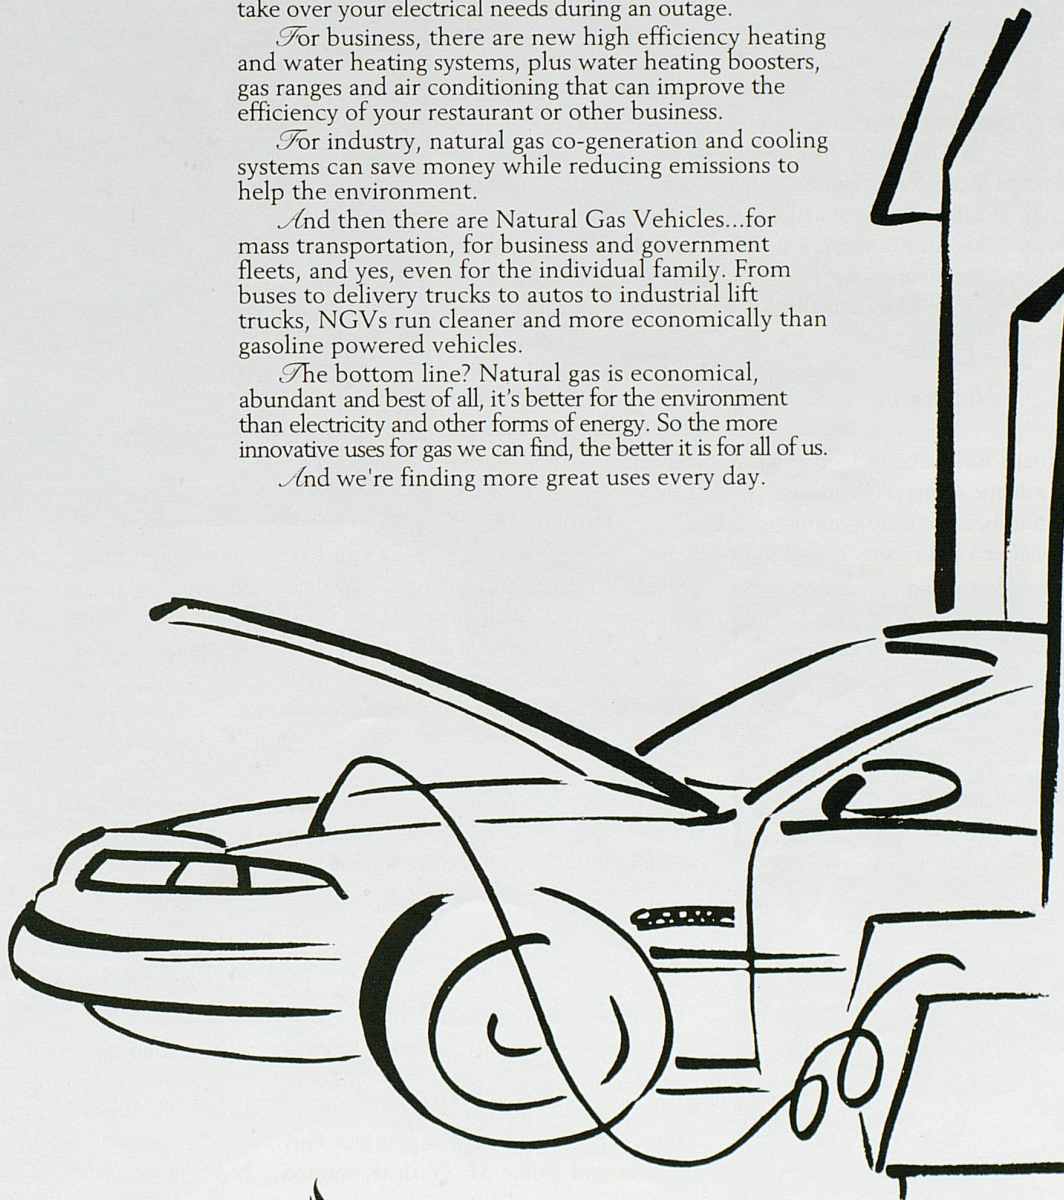 take over your electrical needs during an outage.
For business, there are new high efficiency heating
and water heating systems, plus water heating boosters,
gas ranges and air conditioning that can improve the
efficiency of your restaurant or other business.
For industry, natural gas co-generation and cooling
systems can save money while reducing emissions to
help the environment.
And then there are Natural Gas Vehicles...for
mass transportation, for business and government
fleets, and yes, even for the individual family. From
buses to delivery trucks to autos to industrial lift
trucks, NGVs run cleaner and more economically than
gasoline powered vehicles.
The bottom line? Natural gas is economical,
abundant and best of all, it's better for the environment
than electricity and other forms of energy. So the more
innovative uses for gas we can find, the better it is for all of us.
And we're finding more great uses every day.